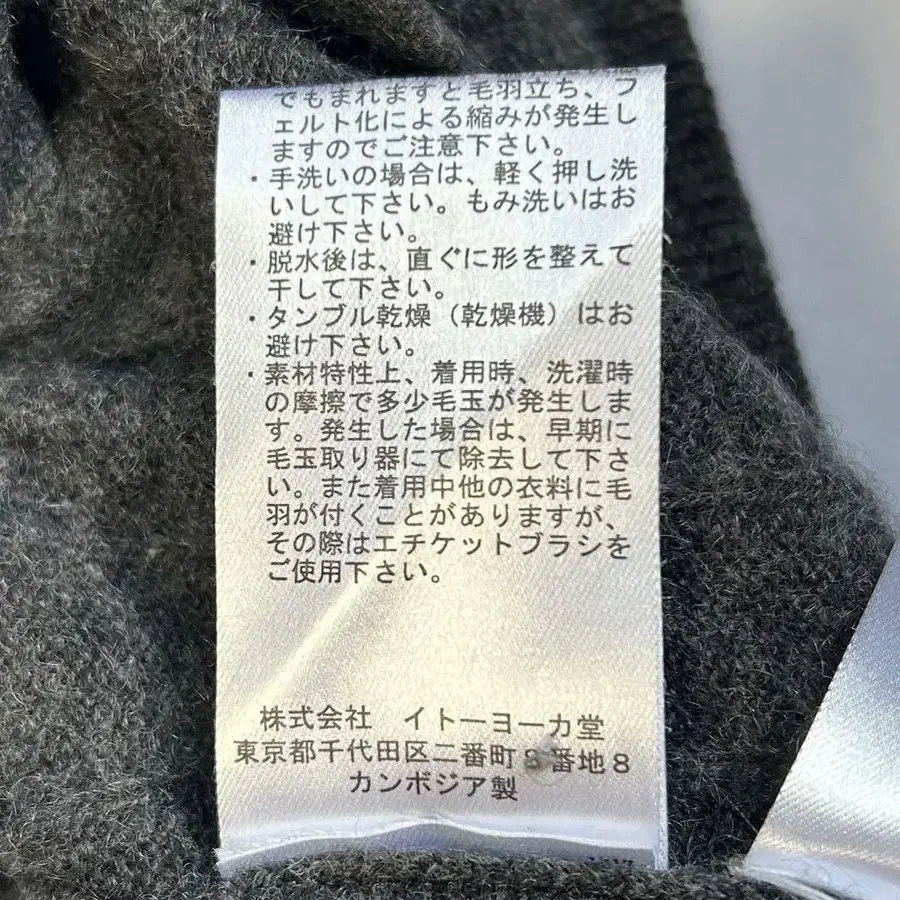 でもまれますと毛羽立ち、フ
ェルト化による縮みが発生し
ますのでご注意下さい。
・手洗いの場合は、軽く押し洗
いして下さい。もみ洗いはお
避け下さい。
・脱水後は、直ぐに形を整えて
干して下さい。
・タンブル乾燥（乾燥機）はお
避け下さい。
・素材特性上、着用時、洗濯時
の摩擦で多少毛玉が発生しま
す。発生した場合は、早期に
毛玉取り器にて除去して下さ
い。また着用中他の衣料に毛
羽が付くことがありますが、
その際はエチケットブラシを
ご使用下さい。
株式会社　イトーヨーカ堂
東京都千代田区二番町8番地8
カンボジア製